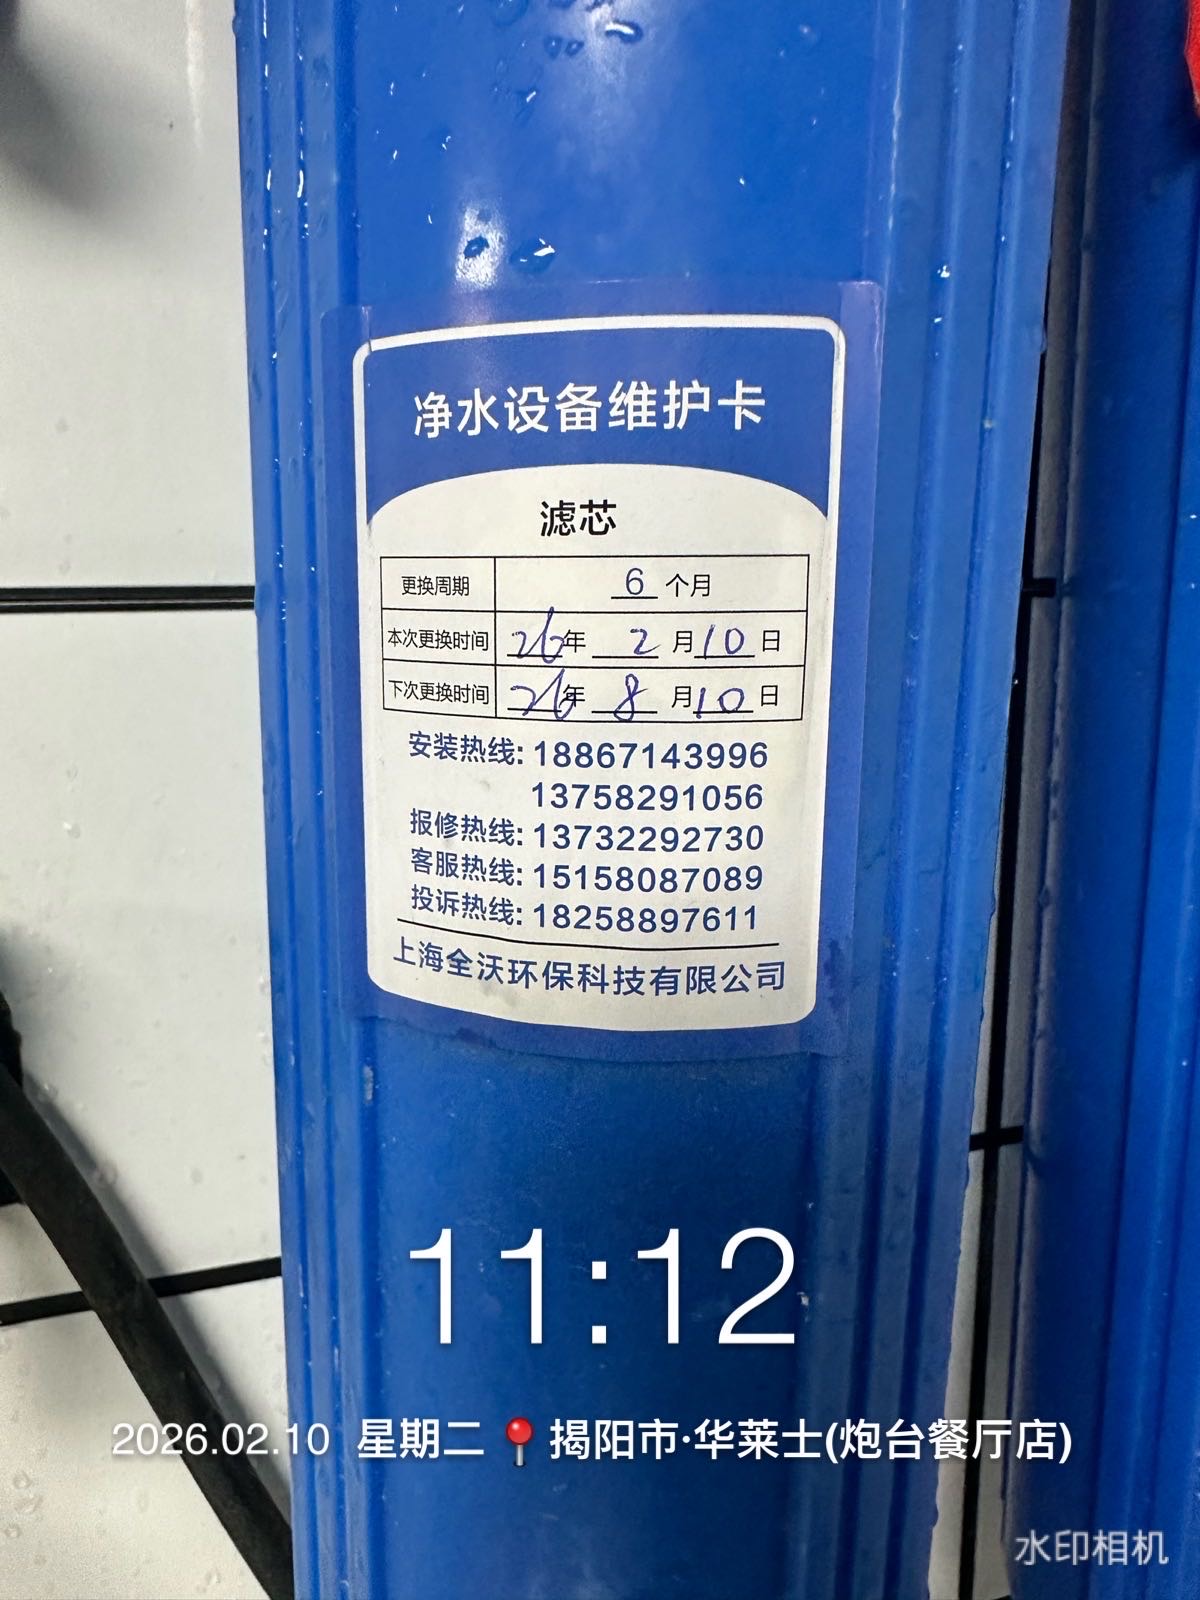 净水设备维护卡
滤芯
更换周期 6 个月
本次更换时间 26年 2 月 10 日
下次更换时间 26年 8 月 10 日
安装热线: 18867143996
13758291056
报修热线: 13732292730
客服热线: 15158087089
投诉热线: 18258897611
上海全沃环保科技有限公司
11:12
2026.02.10 星期二 揭阳市·华莱士(炮台餐厅店)
水印相机